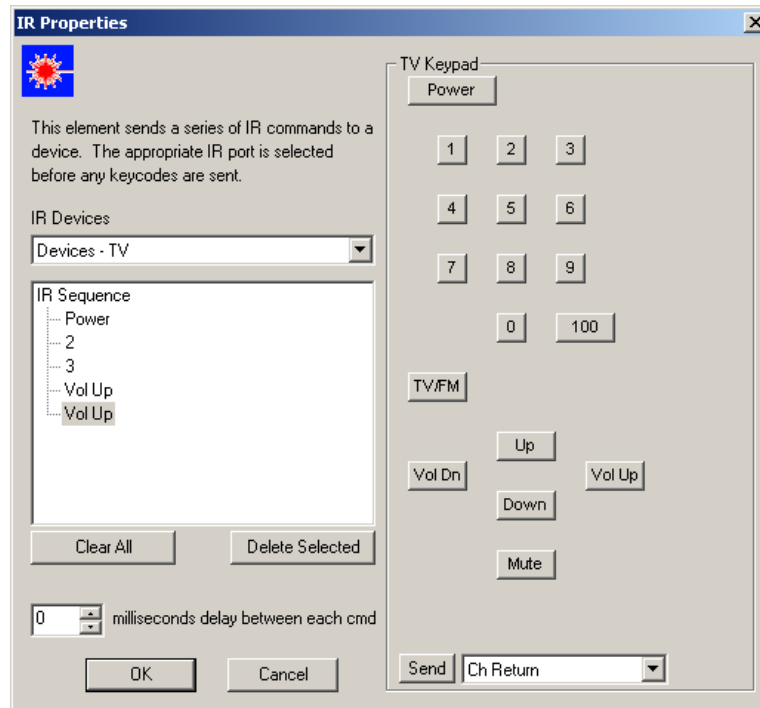 IR Properties
This element sends a series of IR commands to a
device. The appropriate IR port is selected
before any keycodes are sent.
IR Devices
Devices - TV
IR Sequence
Power
2
3
Vol Up
Vol Up
Clear All
Delete Selected
0 milliseconds delay between each cmd
OK
Cancel
TV Keypad
Power
1 2 3
4 5 6
7 8 9
0 100
TV/FM
Up
Vol Dn Vol Up
Down
Mute
Send Ch Return